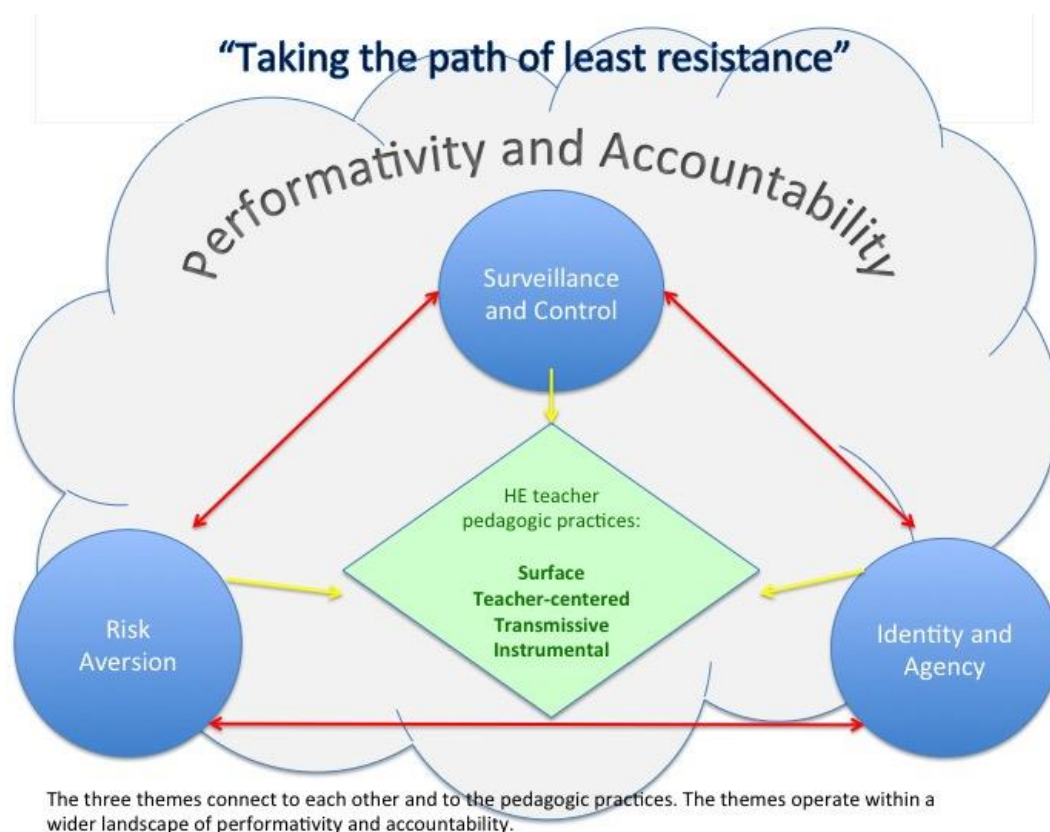 “Taking the path of least resistance”
Performativity and Accountability
Surveillance
and Control
HE teacher
pedagogic practices:
Surface
Teacher-centered
Transmissive
Instrumental
Risk
Aversion
Identity and
Agency
The three themes connect to each other and to the pedagogic practices. The themes operate within a
wider landscape of performativity and accountability.